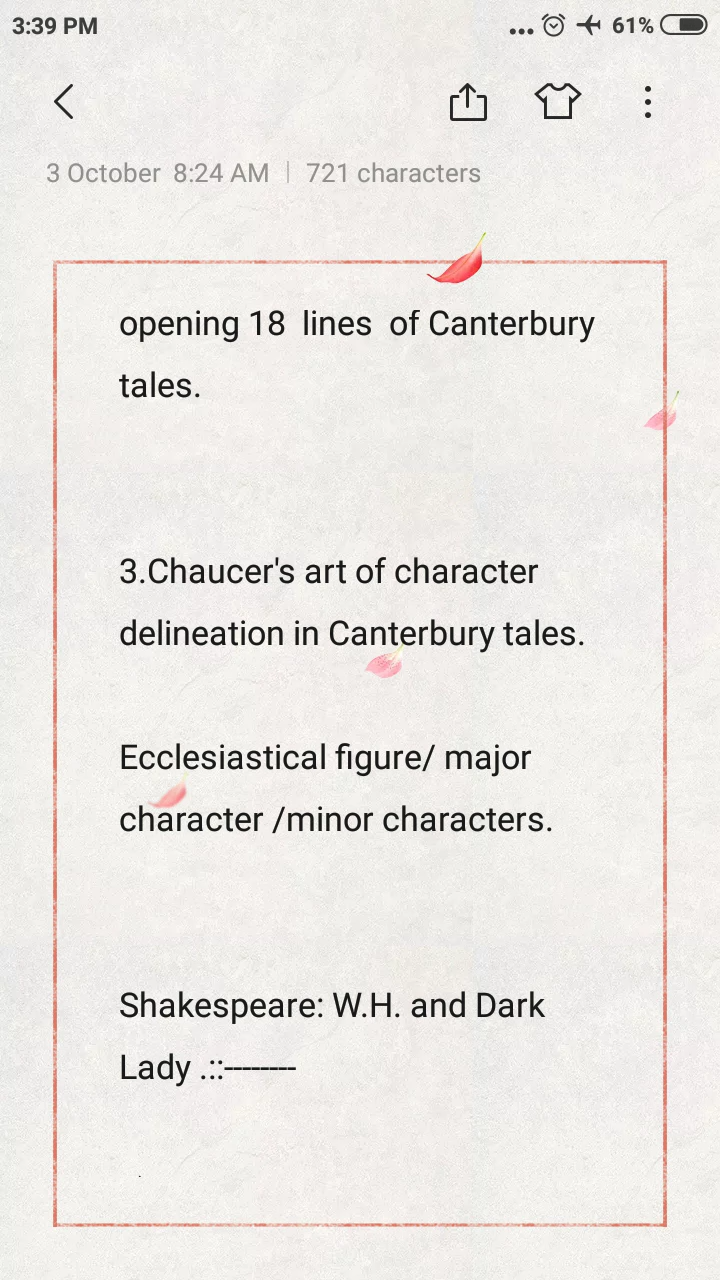 3:39 PM ... 61%
3 October 8:24 AM | 721 characters
opening 18 lines of Canterbury
tales.
3.Chaucer's art of character
delineation in Canterbury tales.
Ecclesiastical figure/ major
character /minor characters.
Shakespeare: W.H. and Dark
Lady .::--------
.